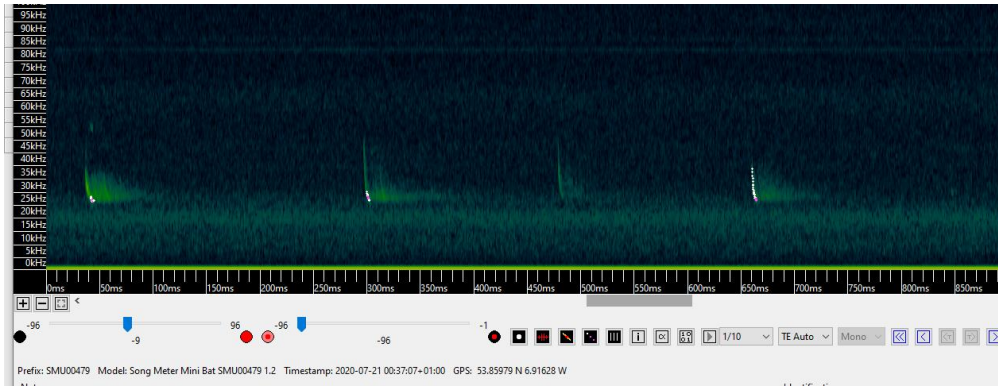 95kHz
90kHz
85kHz
80kHz
75kHz
70kHz
65kHz
60kHz
55kHz
50kHz
45kHz
40kHz
35kHz
30kHz
25kHz
20kHz
15kHz
10kHz
5kHz
0kHz
0ms 50ms 100ms 150ms 200ms 250ms 300ms 350ms 400ms 450ms 500ms 550ms 600ms 650ms 700ms 750ms 800ms 850ms
-96 96 -96 -1
-9 -96
1/10 TE Auto Mono
Prefix: SMU00479 Model: Song Meter Mini Bat SMU00479 1.2 Timestamp: 2020-07-21 00:37:07+01:00 GPS: 53.85979 N 6.91628 W